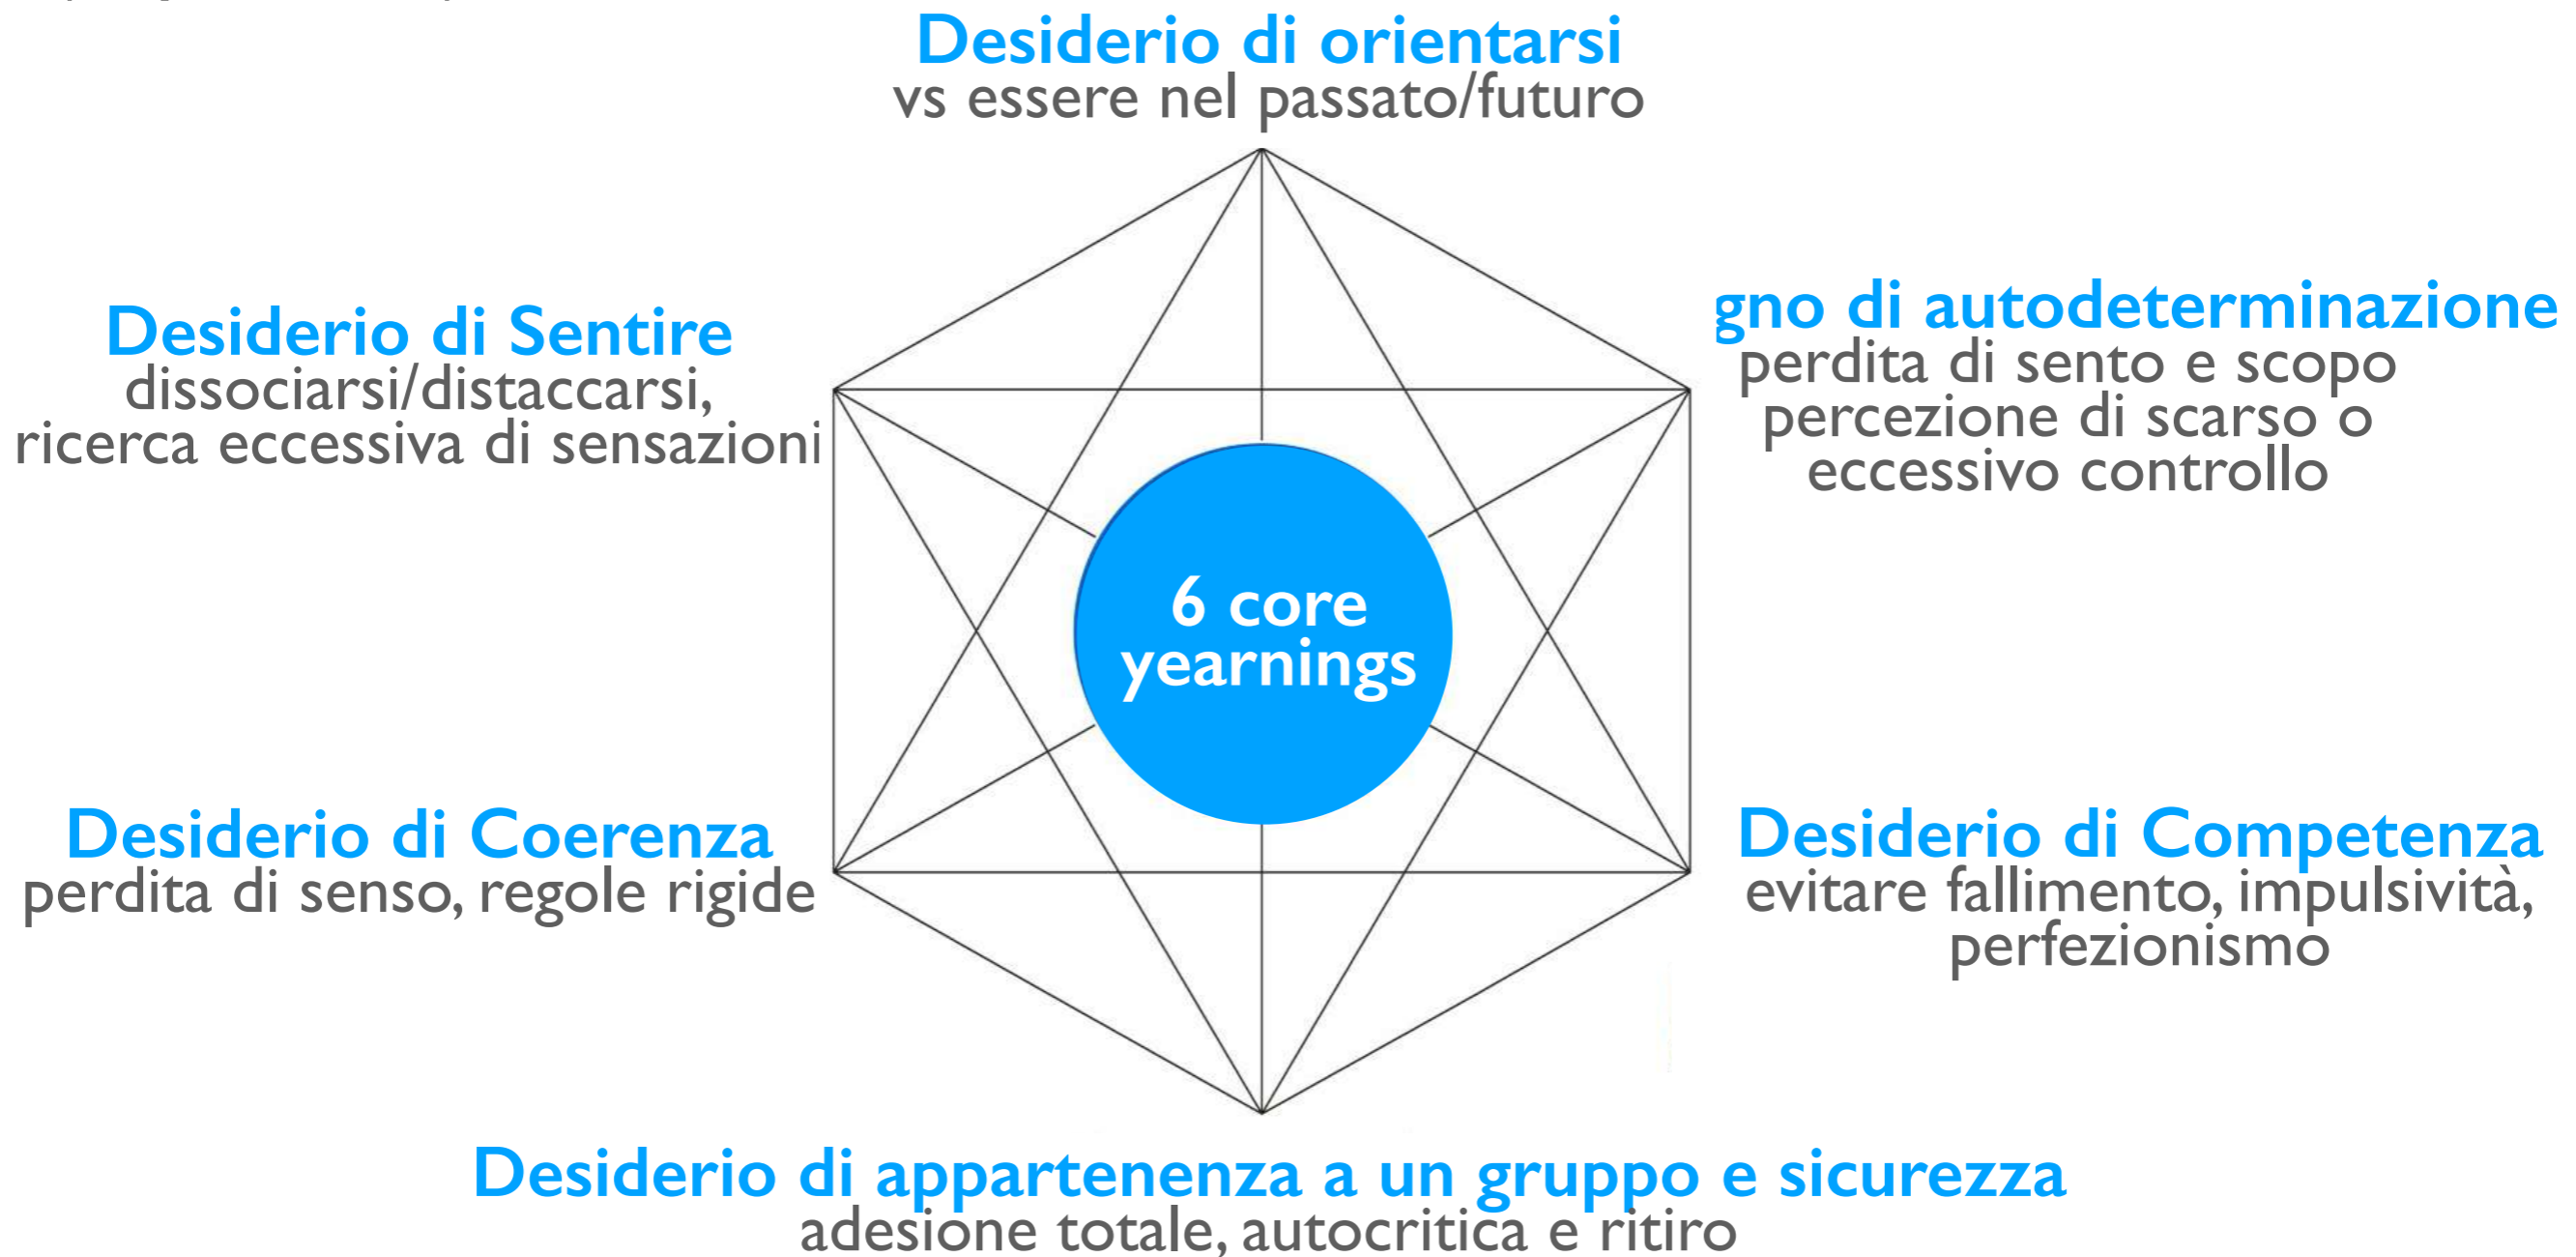 Desiderio di orientarsi
vs essere nel passato/futuro
Desiderio di Sentire
dissociarsi/distaccarsi,
ricerca eccessiva di sensazioni
gno di autodeterminazione
perdita di sento e scopo
percezione di scarso o
eccessivo controllo
6 core
yearnings
Desiderio di Coerenza
perdita di senso, regole rigide
Desiderio di Competenza
evitare fallimento, impulsività,
perfezionismo
Desiderio di appartenenza a un gruppo e sicurezza
adesione totale, autocritica e ritiro